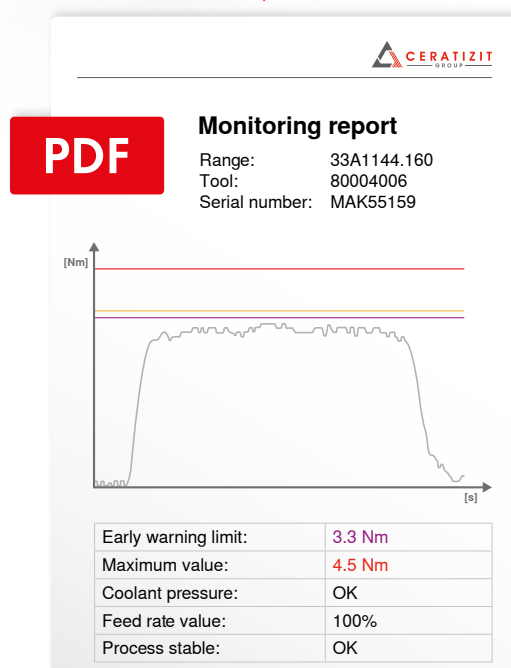 CERATIZIT
GROUP
PDF
Monitoring report
Range: 33A1144.160
Tool: 80004006
Serial number: MAK55159
[Nm]
[s]
Early warning limit: 3.3 Nm
Maximum value: 4.5 Nm
Coolant pressure: OK
Feed rate value: 100%
Process stable: OK